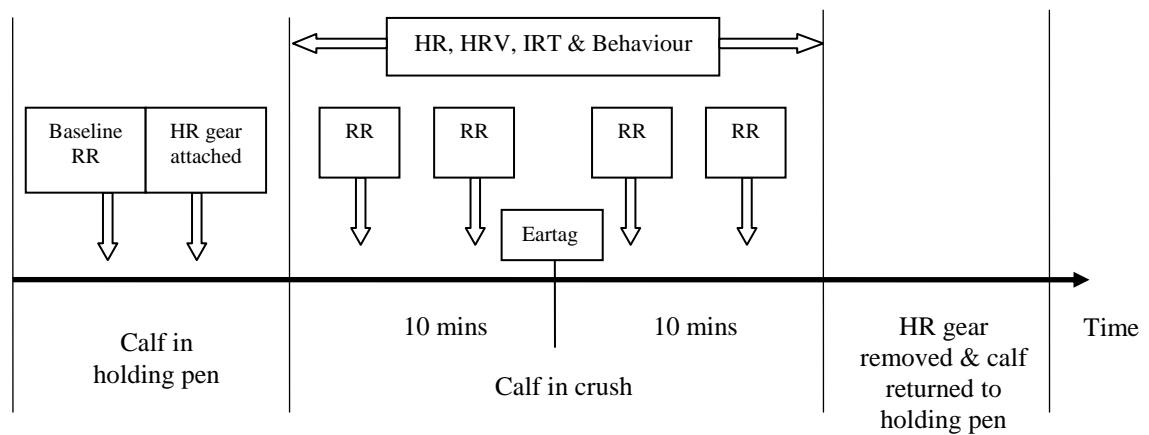 HR, HRV, IRT & Behaviour
Baseline
RR
HR gear
attached
RR
RR
RR
RR
Eartag
10 mins
10 mins
Calf in
holding pen
Calf in crush
HR gear
removed & calf
returned to
holding pen
Time